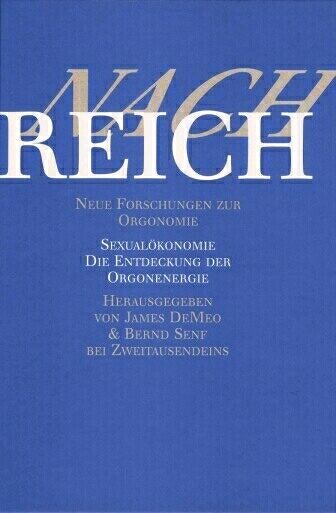 NACH
REICH
NEUE FORSCHUNGEN ZUR
ORGONOMIE
SEXUALÖKONOMIE
DIE ENTDECKUNG DER
ORGONENERGIE
HERAUSGEGEBEN
VON JAMES DEMEO
& BERND SENF
BEI ZWEITAUSENDEINS